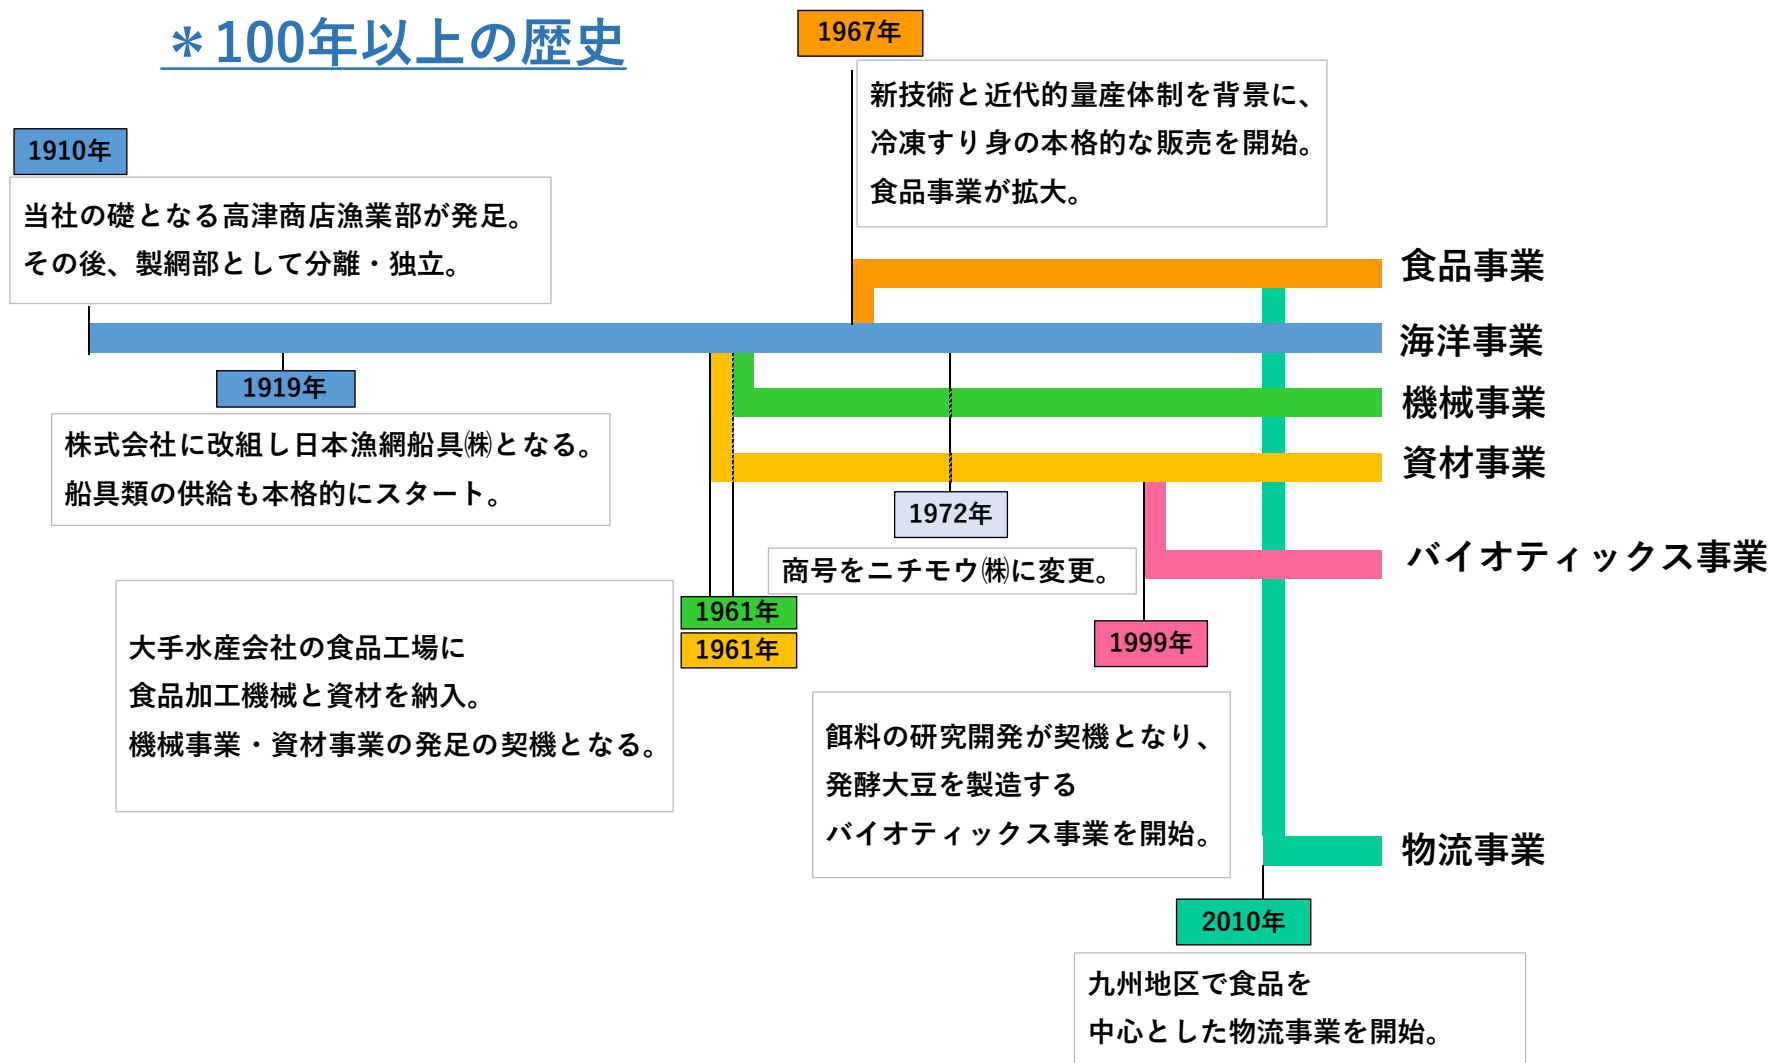 ＊100年以上の歴史
1967年
新技術と近代的量産体制を背景に、
冷凍すり身の本格的な販売を開始。
食品事業が拡大。
1910年
当社の礎となる高津商店漁業部が発足。
その後、製網部として分離・独立。
食品事業
海洋事業
1919年
株式会社に改組し日本漁網船具㈱となる。
船具類の供給も本格的にスタート。
機械事業
資材事業
1972年
商号をニチモウ㈱に変更。
バイオティックス事業
1961年
1961年
大手水産会社の食品工場に
食品加工機械と資材を納入。
機械事業・資材事業の発足の契機となる。
1999年
餌料の研究開発が契機となり、
発酵大豆を製造する
バイオティックス事業を開始。
物流事業
2010年
九州地区で食品を
中心とした物流事業を開始。